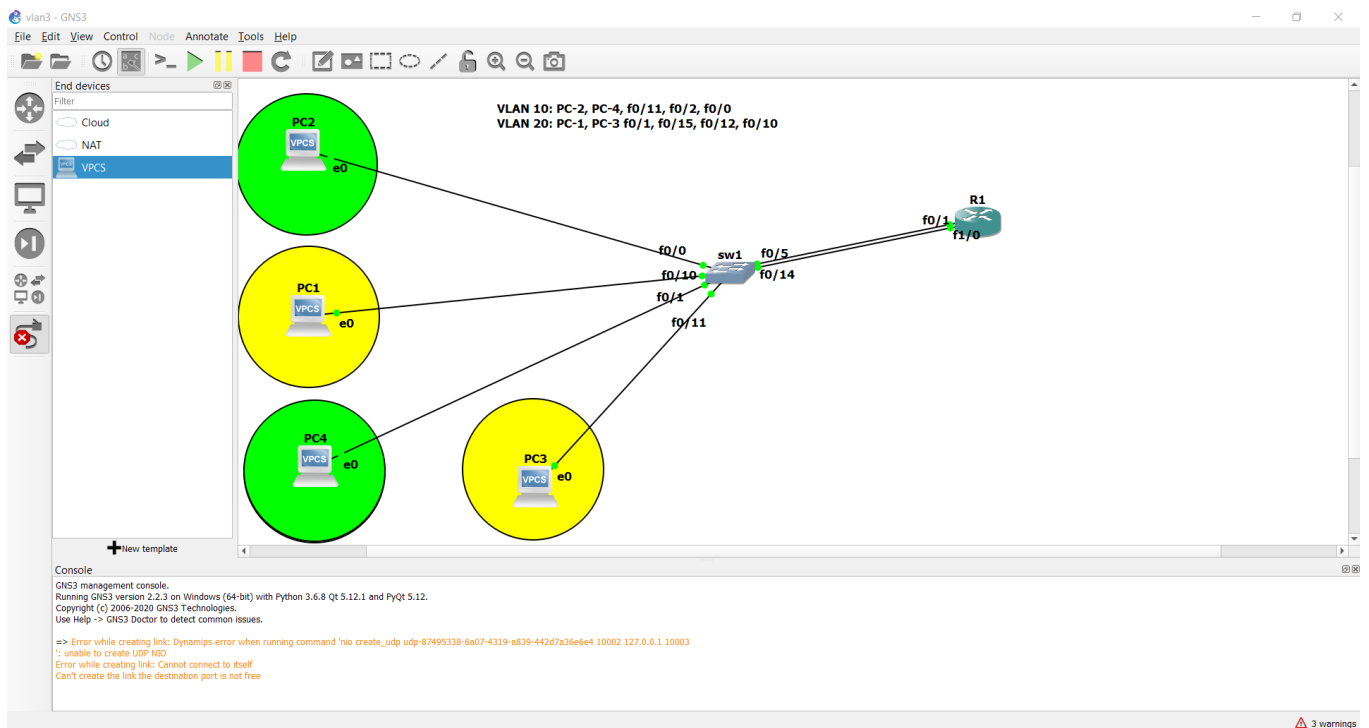 vlan3 - GNS3
File Edit View Control Node Annotate Tools Help
End devices
Filter
Cloud
NAT
VPCS
New template
VLAN 10: PC-2, PC-4, f0/11, f0/2, f0/0
VLAN 20: PC-1, PC-3 f0/1, f0/15, f0/12, f0/10
PC2
VPCS
e0
R1
f0/1
f1/0
f0/0
sw1
f0/5
f0/10
f0/14
f0/1
f0/11
PC1
VPCS
e0
PC4
VPCS
e0
PC3
VPCS
e0
Console
GNS3 management console.
Running GNS3 version 2.2.3 on Windows (64-bit) with Python 3.6.8 Qt 5.12.1 and PyQt 5.12.
Copyright (c) 2006-2020 GNS3 Technologies.
Use Help -> GNS3 Doctor to detect common issues.
=> Error while creating link: Dynamips error when running command 'nio create_udp udp-87495338-6a07-4319-a839-442d7a36e6e4 10002 127.0.0.1 10003
': unable to create UDP NIO
Error while creating link: Cannot connect to itself
Can't create the link the destination port is not free
3 warnings